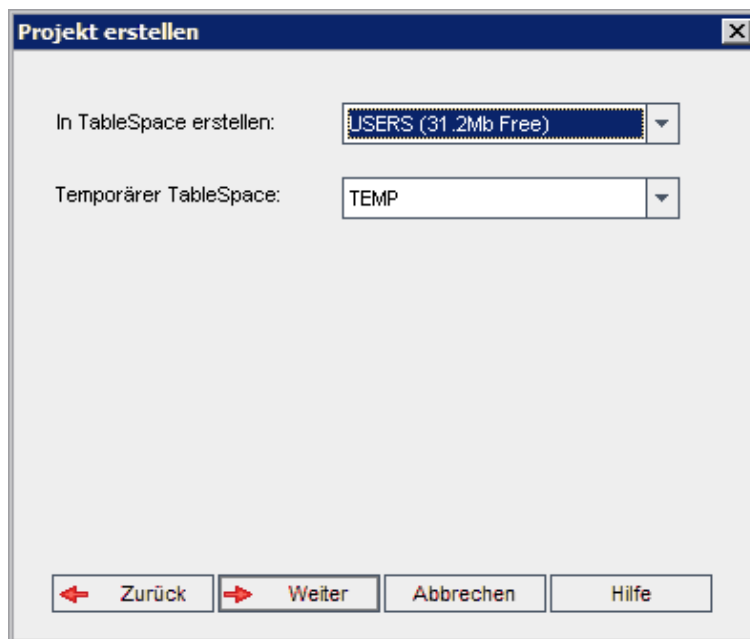 Projekt erstellen
In TableSpace erstellen: USERS (31.2Mb Free)
Temporärer TableSpace: TEMP
Zurück Weiter Abbrechen Hilfe